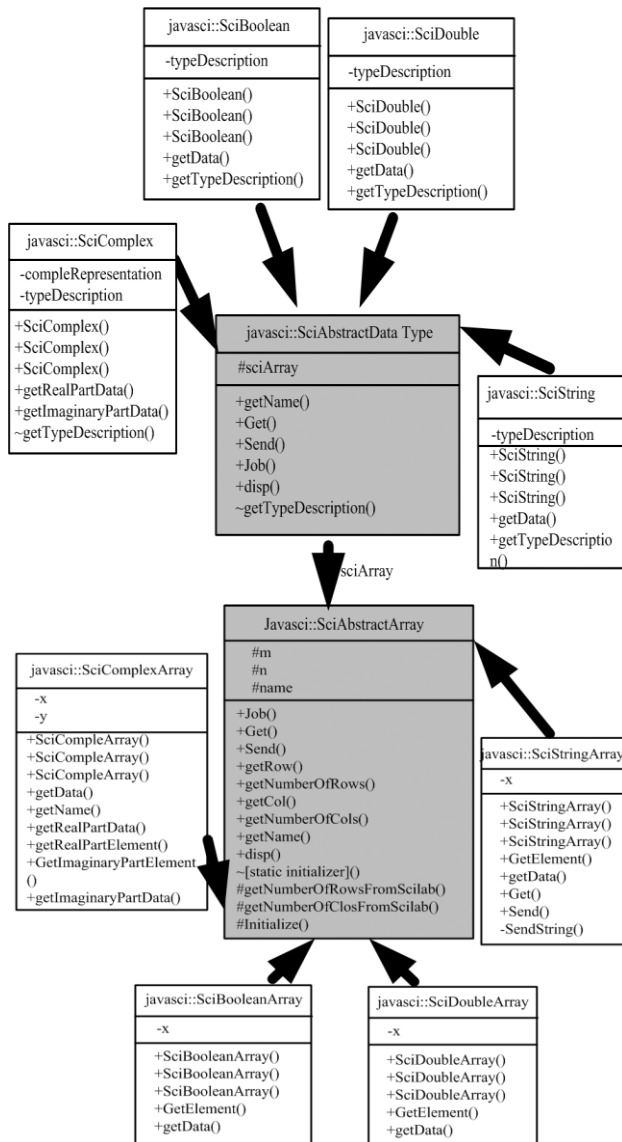 javasci::SciBoolean
-typeDescription
+SciBoolean()
+SciBoolean()
+SciBoolean()
+getData()
+getTypeDescription()
javasci::SciDouble
-typeDescription
+SciDouble()
+SciDouble()
+SciDouble()
+getData()
+getTypeDescription()
javasci::SciComplex
-compleRepresentation
-typeDescription
+SciComplex()
+SciComplex()
+SciComplex()
+getRealPartData()
+getImaginaryPartData()
~getTypeDescription()
javasci::SciAbstractData Type
#sciArray
+getName()
+Get()
+Send()
+Job()
+disp()
~getTypeDescription()
javasci::SciString
-typeDescription
+SciString()
+SciString()
+SciString()
+getData()
+getTypeDescriptio
n()
sciArray
Javasci::SciAbstractArray
#m
#n
#name
+Job()
+Get()
+Send()
+getRow()
+getNumberOfRows()
+getCol()
+getNumberOfCols()
+getName()
+disp()
~[static initializer]()
#getNumberOfRowsFromScilab()
#getNumberOfClosFromScilab()
#Initialize()
javasci::SciComplexArray
-x
-y
+SciCompleArray()
+SciCompleArray()
+SciCompleArray()
+getData()
+getName()
+getRealPartData()
+getRealPartElement()
+GetImaginaryPartElement
()
+getImaginaryPartData()
javasci::SciStringArray
-x
+SciStringArray()
+SciStringArray()
+SciStringArray()
+GetElement()
+getData()
+Get()
+Send()
-SendString()
javasci::SciBooleanArray
-x
+SciBooleanArray()
+SciBooleanArray()
+SciBooleanArray()
+GetElement()
+getData()
javasci::SciDoubleArray
-x
+SciDoubleArray()
+SciDoubleArray()
+SciDoubleArray()
+GetElement()
+getData()